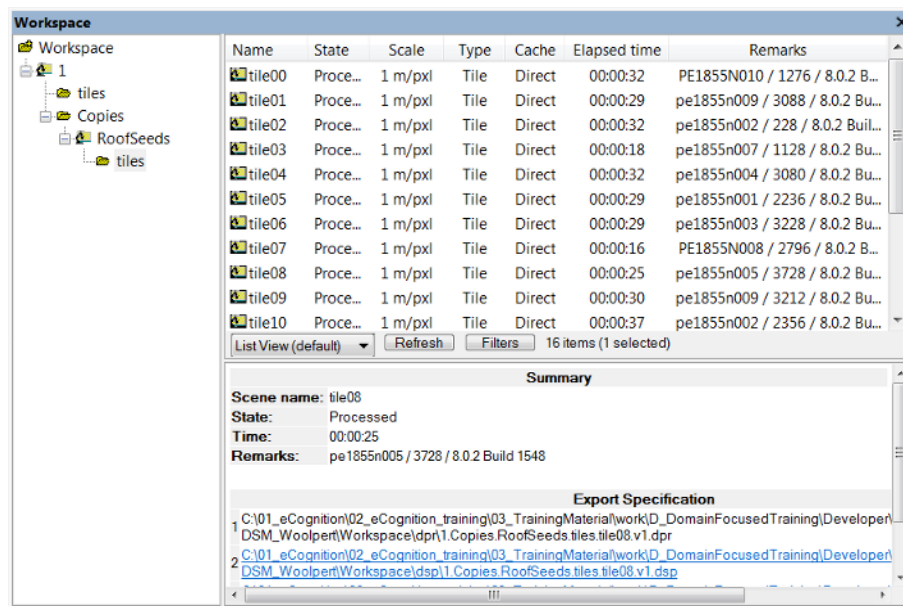 Workspace
×
Workspace
1
tiles
Copies
RoofSeeds
tiles
Name State Scale Type Cache Elapsed time Remarks
tile00 Proce... 1 m/pxl Tile Direct 00:00:32 PE1855N010 / 1276 / 8.0.2 B...
tile01 Proce... 1 m/pxl Tile Direct 00:00:29 pe1855n009 / 3088 / 8.0.2 Bu...
tile02 Proce... 1 m/pxl Tile Direct 00:00:32 pe1855n002 / 228 / 8.0.2 Buil...
tile03 Proce... 1 m/pxl Tile Direct 00:00:18 pe1855n007 / 1128 / 8.0.2 Bu...
tile04 Proce... 1 m/pxl Tile Direct 00:00:32 pe1855n004 / 3080 / 8.0.2 Bu...
tile05 Proce... 1 m/pxl Tile Direct 00:00:29 pe1855n001 / 2236 / 8.0.2 Bu...
tile06 Proce... 1 m/pxl Tile Direct 00:00:29 pe1855n003 / 3228 / 8.0.2 Bu...
tile07 Proce... 1 m/pxl Tile Direct 00:00:16 PE1855N008 / 2796 / 8.0.2 B...
tile08 Proce... 1 m/pxl Tile Direct 00:00:25 pe1855n005 / 3728 / 8.0.2 Bu...
tile09 Proce... 1 m/pxl Tile Direct 00:00:30 pe1855n009 / 3212 / 8.0.2 Bu...
tile10 Proce... 1 m/pxl Tile Direct 00:00:37 pe1855n002 / 2356 / 8.0.2 Bu...
List View (default) Refresh Filters 16 items (1 selected)
Summary
Scene name: tile08
State: Processed
Time: 00:00:25
Remarks: pe1855n005 / 3728 / 8.0.2 Build 1548
Export Specification
1 C:\01_eCognition\02_eCognition_training\03_TrainingMaterial\work\D_DomainFocusedTraining\Developer\
DSM_Woolpert\Workspace\dpr\1.Copies.RoofSeeds.tiles.tile08.v1.dpr
2 C:\01_eCognition\02_eCognition_training\03_TrainingMaterial\work\D_DomainFocusedTraining\Developer\
DSM_Woolpert\Workspace\dsp\1.Copies.RoofSeeds.tiles.tile08.v1.dsp